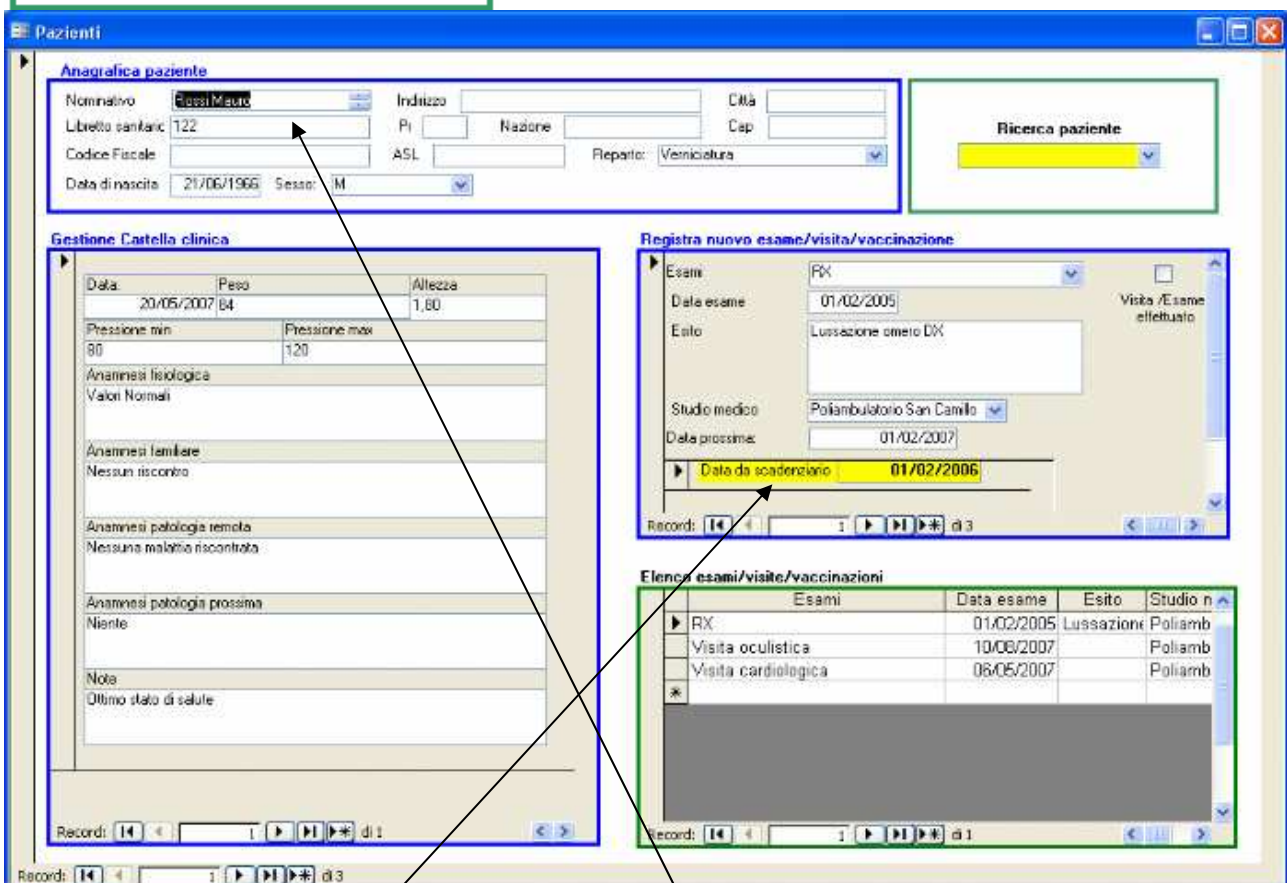 Pazienti
Anagrafica paziente
Nominativo Rossi Mauro Indirizzo Città
Libretto sanitaric 122 Pr Nazione Cap
Codice Fiscale ASL Reparto: Verniciatura
Data di nascita 21/06/1966 Sesso: M
Ricerca paziente
Gestione Cartella clinica
Data: Peso Altezza
20/05/2007 84 1,80
Pressione min Pressione max
80 120
Anamnesi fisiologica
Valori Normali
Anamnesi familiare
Nessun riscontro
Anamnesi patologia remota
Nessuna malattia riscontrata
Anamnesi patologia prossima
Niente
Note
Ottimo stato di salute
Record: 1 di 1
Registra nuovo esame/visita/vaccinazione
Esami RX
Data esame 01/02/2005
Visita /Esame
effettuato
Esito Lussazione omero DX
Studio medico Poliambulatorio San Camillo
Data prossima: 01/02/2007
Data da scadenziario 01/02/2006
Record: 1 di 3
Elenco esami/visite/vaccinazioni
Esami Data esame Esito Studio n
RX 01/02/2005 Lussazione Poliamb
Visita oculistica 10/08/2007 Poliamb
Visita cardiologica 06/05/2007 Poliamb
Record: 1 di 1
Record: 1 di 3